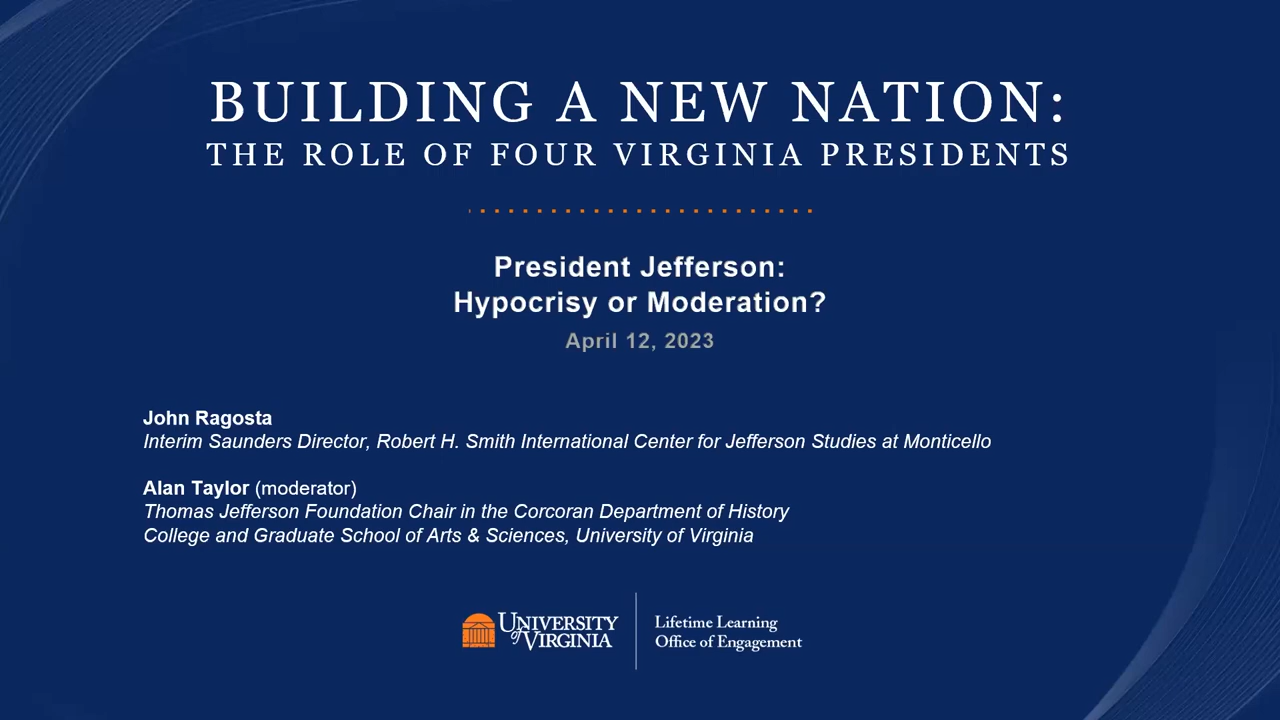 BUILDING A NEW NATION:
THE ROLE OF FOUR VIRGINIA PRESIDENTS
President Jefferson:
Hypocrisy or Moderation?
April 12, 2023
John Ragosta
Interim Saunders Director, Robert H. Smith International Center for Jefferson Studies at Monticello
Alan Taylor (moderator)
Thomas Jefferson Foundation Chair in the Corcoran Department of History
College and Graduate School of Arts & Sciences, University of Virginia
UNIVERSITY
of VIRGINIA
Lifetime Learning
Office of Engagement